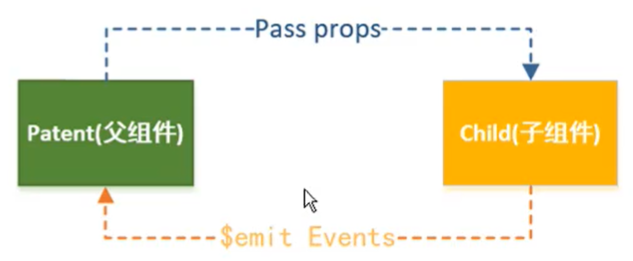 Pass props
Patent(父组件)
Child(子组件)
$emit Events